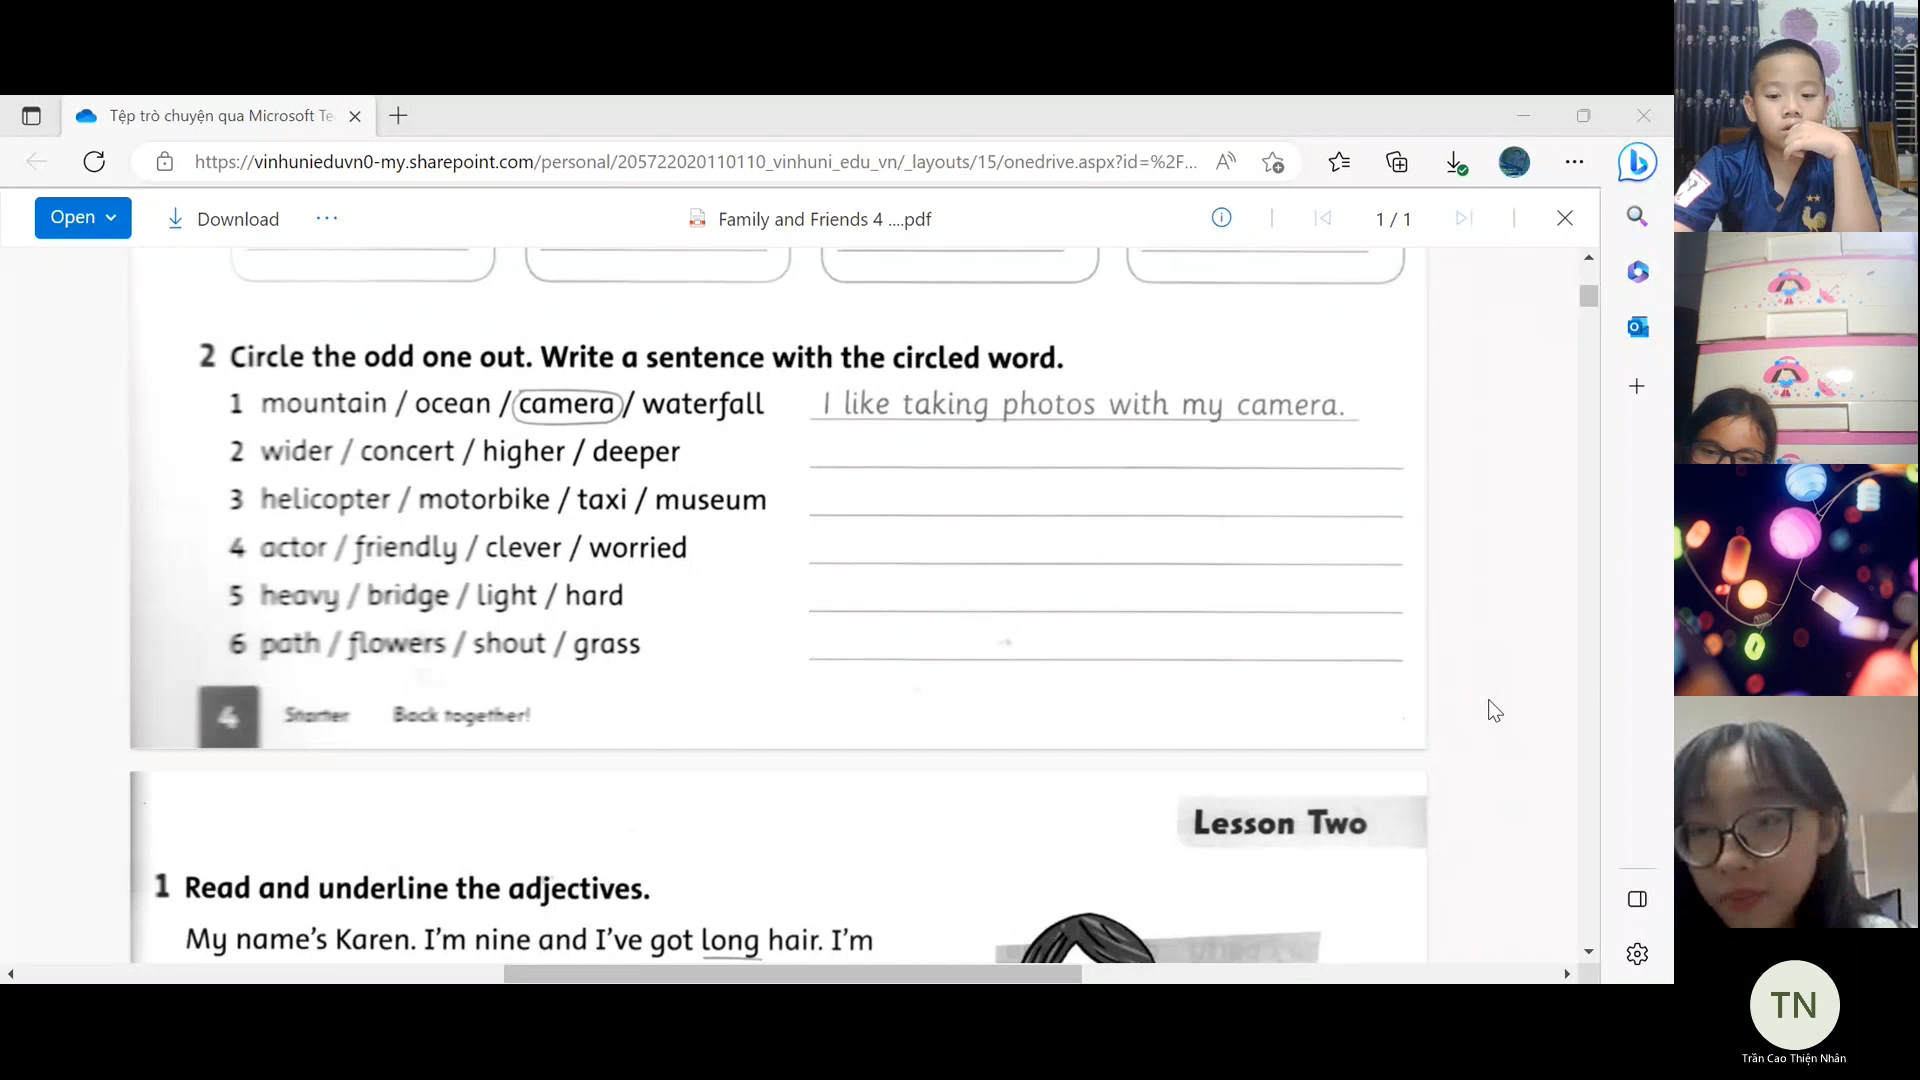 Tệp trò chuyện qua Microsoft Te
https://vinhunieduvn0-my.sharepoint.com/personal/205722020110110_vinhuni_edu_vn/_layouts/15/onedrive.aspx?id=%2F...
Open
Download
Family and Friends 4 ....pdf
1 / 1
2 Circle the odd one out. Write a sentence with the circled word.
1 mountain / ocean / camera / waterfall I like taking photos with my camera.
2 wider / concert / higher / deeper
3 helicopter / motorbike / taxi / museum
4 actor / friendly / clever / worried
5 heavy / bridge / light / hard
6 path / flowers / shout / grass
4 Starter Back together!
Lesson Two
1 Read and underline the adjectives.
My name's Karen. I'm nine and I've got long hair. I'm
TN
Trần Cao Thiện Nhân